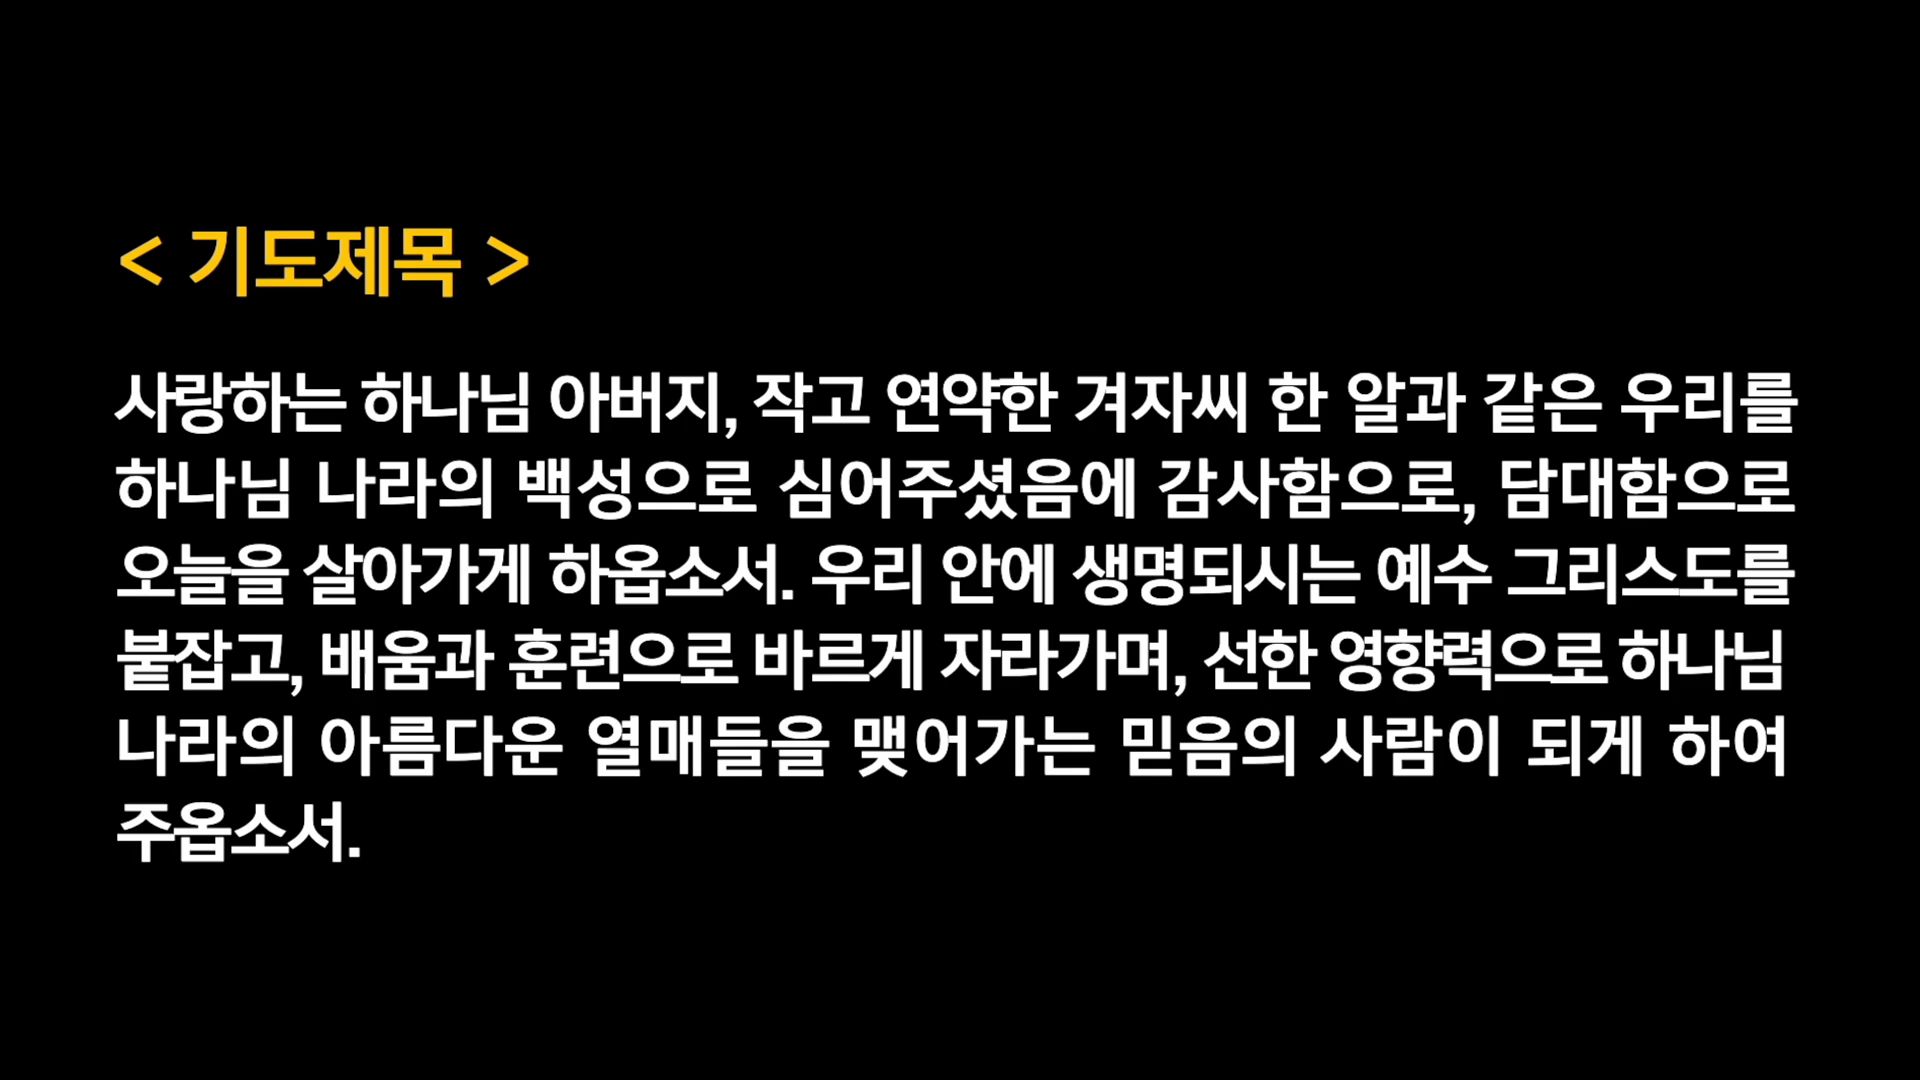 < 기도제목 >
사랑하는 하나님 아버지, 작고 연약한 겨자씨 한 알과 같은 우리를
하나님 나라의 백성으로 심어주셨음에 감사함으로, 담대함으로
오늘을 살아가게 하옵소서. 우리 안에 생명되시는 예수 그리스도를
붙잡고, 배움과 훈련으로 바르게 자라가며, 선한 영향력으로 하나님
나라의 아름다운 열매들을 맺어가는 믿음의 사람이 되게 하여
주옵소서.